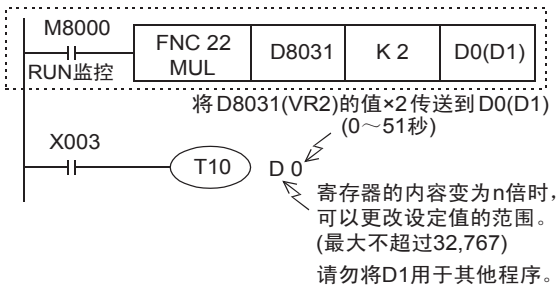 M8000
RUN监控
FNC 22
MUL
D8031
K 2
D0(D1)
将D8031(VR2)的值×2传送到D0(D1)
(0～51秒)
X003
T10
D 0
寄存器的内容变为n倍时，
可以更改设定值的范围。
(最大不超过32,767)
请勿将D1用于其他程序。